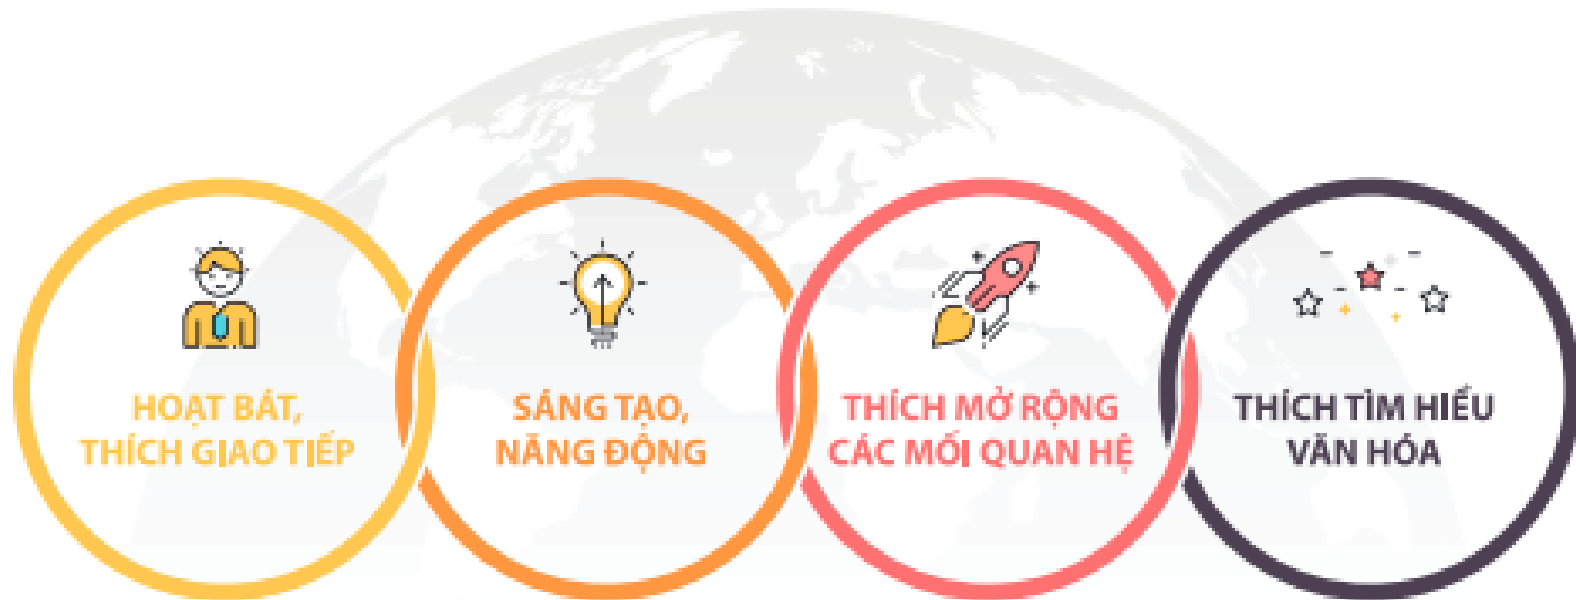 HOẠT BÁT,
THÍCH GIAO TIẾP
SÁNG TẠO,
NĂNG ĐỘNG
THÍCH MỞ RỘNG
CÁC MỐI QUAN HỆ
THÍCH TÌM HIỂU
VĂN HÓA